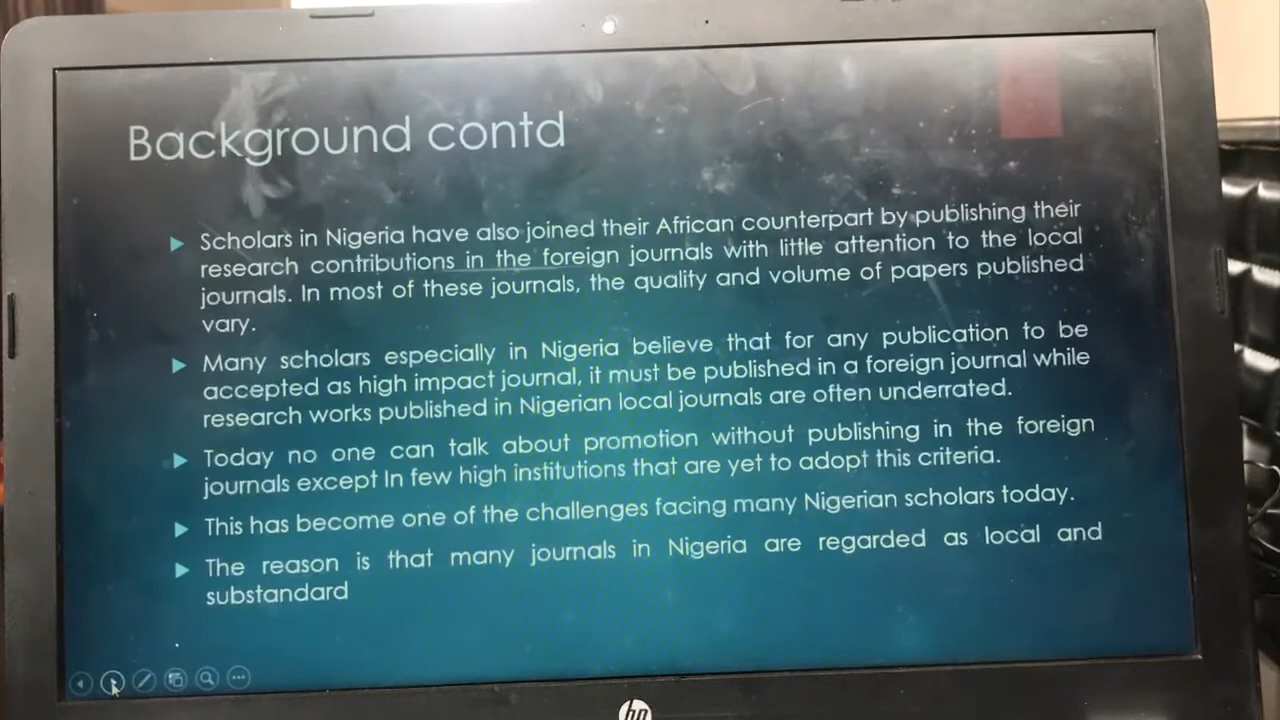 Background contd
Scholars in Nigeria have also joined their African counterpart by publishing their
research contributions in the foreign journals with little attention to the local
journals. In most of these journals, the quality and volume of papers published
vary.
Many scholars especially in Nigeria believe that for any publication to be
accepted as high impact journal, it must be published in a foreign journal while
research works published in Nigerian local journals are often underrated.
Today no one can talk about promotion without publishing in the foreign
journals except In few high institutions that are yet to adopt this criteria.
This has become one of the challenges facing many Nigerian scholars today.
The reason is that many journals in Nigeria are regarded as local and
substandard
hp